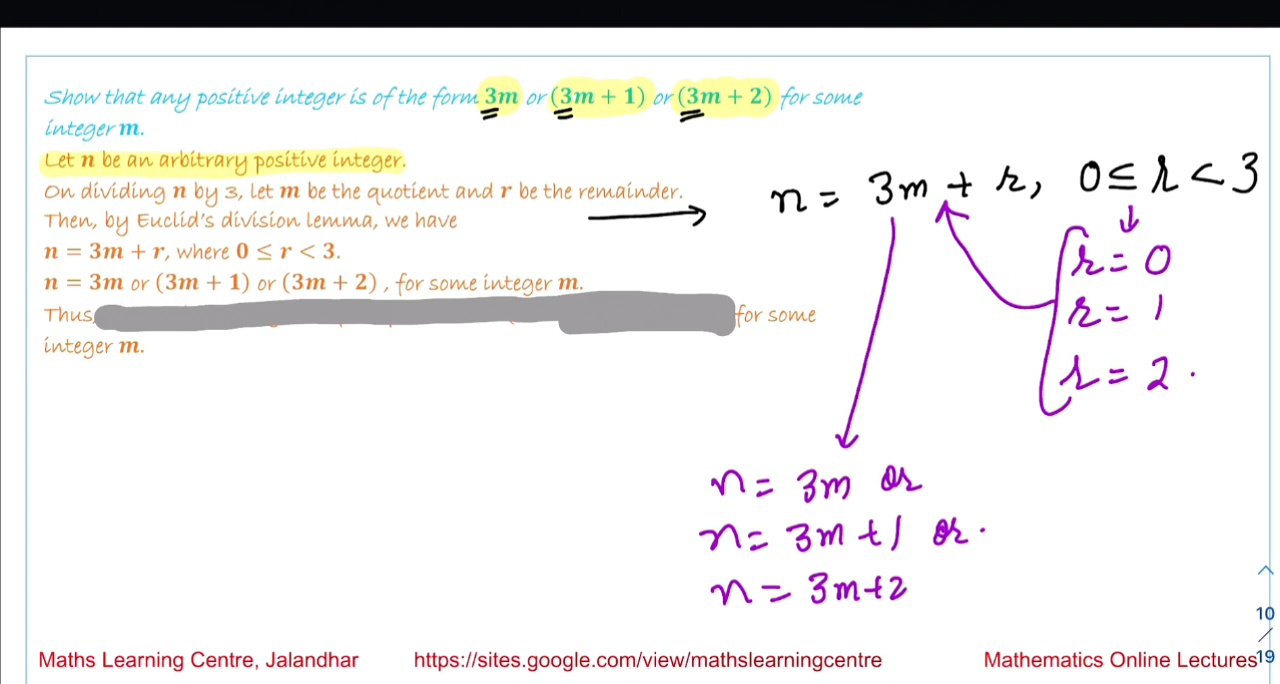 Show that any positive integer is of the form 3m or (3m + 1) or (3m + 2) for some
integer m.
Let n be an arbitrary positive integer.
On dividing n by 3, let m be the quotient and r be the remainder.
Then, by Euclid's division lemma, we have
n = 3m + r, where 0 ≤ r < 3.
n = 3m or (3m + 1) or (3m + 2) , for some integer m.
Thus, for some
integer m.
n = 3m + r, 0 ≤ r < 3
r = 0
r = 1
r = 2 .
n = 3m or
n = 3m + 1 or .
n = 3m+2
10
/
19
Maths Learning Centre, Jalandhar https://sites.google.com/view/mathslearningcentre Mathematics Online Lectures